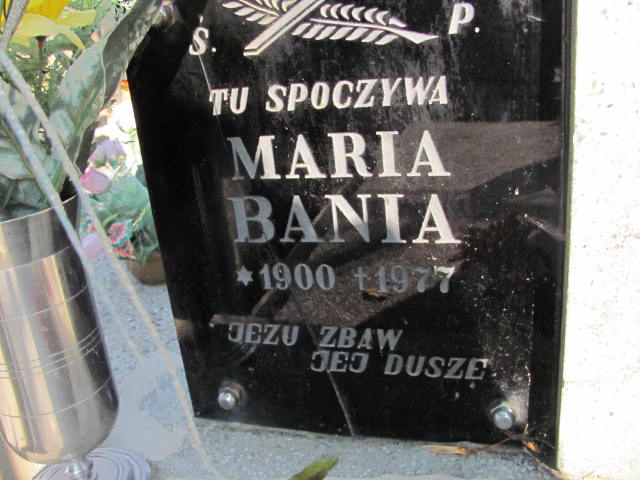 Ś. P.
TU SPOCZYWA
MARIA
BANIA
*1900 †1977
JEZU ZBAW
JEJ DUSZĘ